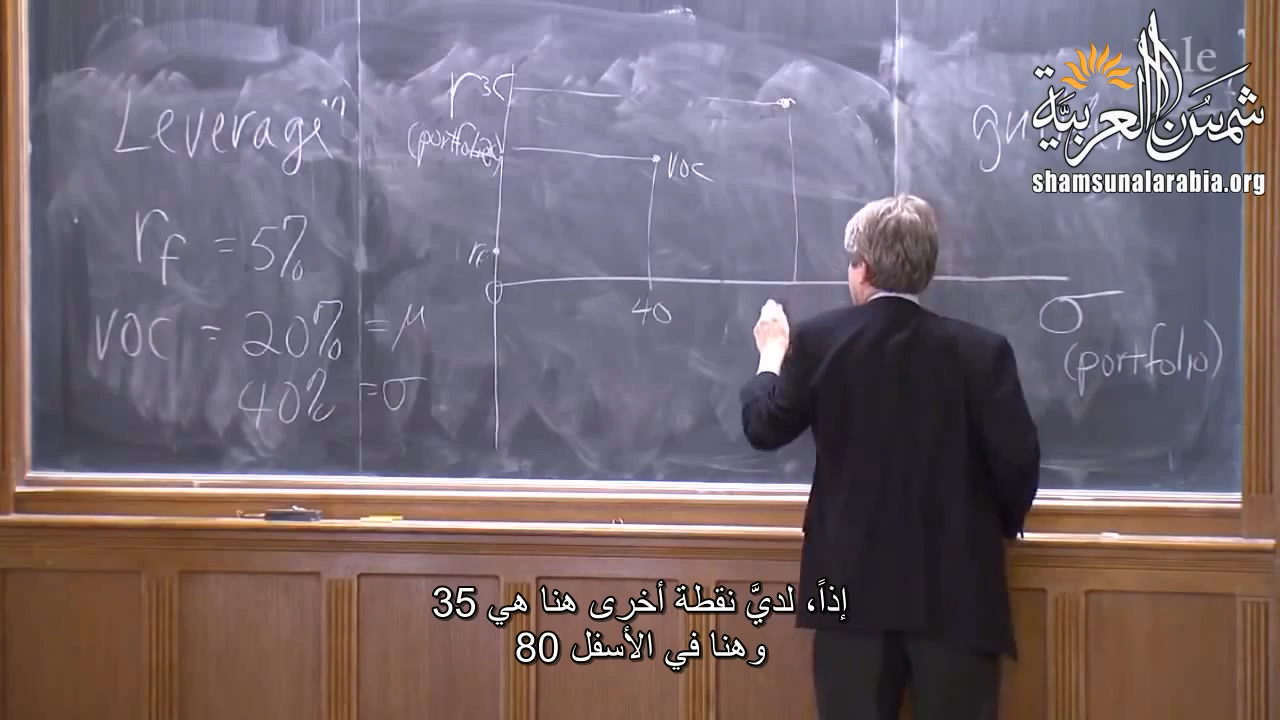 "Leverage"
r
(portfolio)
35
VOC
rf
0
40
σ
(portfolio)
rf = 5%
VOC = 20% = μ
40% = σ
شمس العربية
shamsunalarabia.org
إذاً، لديَّ نقطة أخرى هنا هي 35
وهنا في الأسفل 80